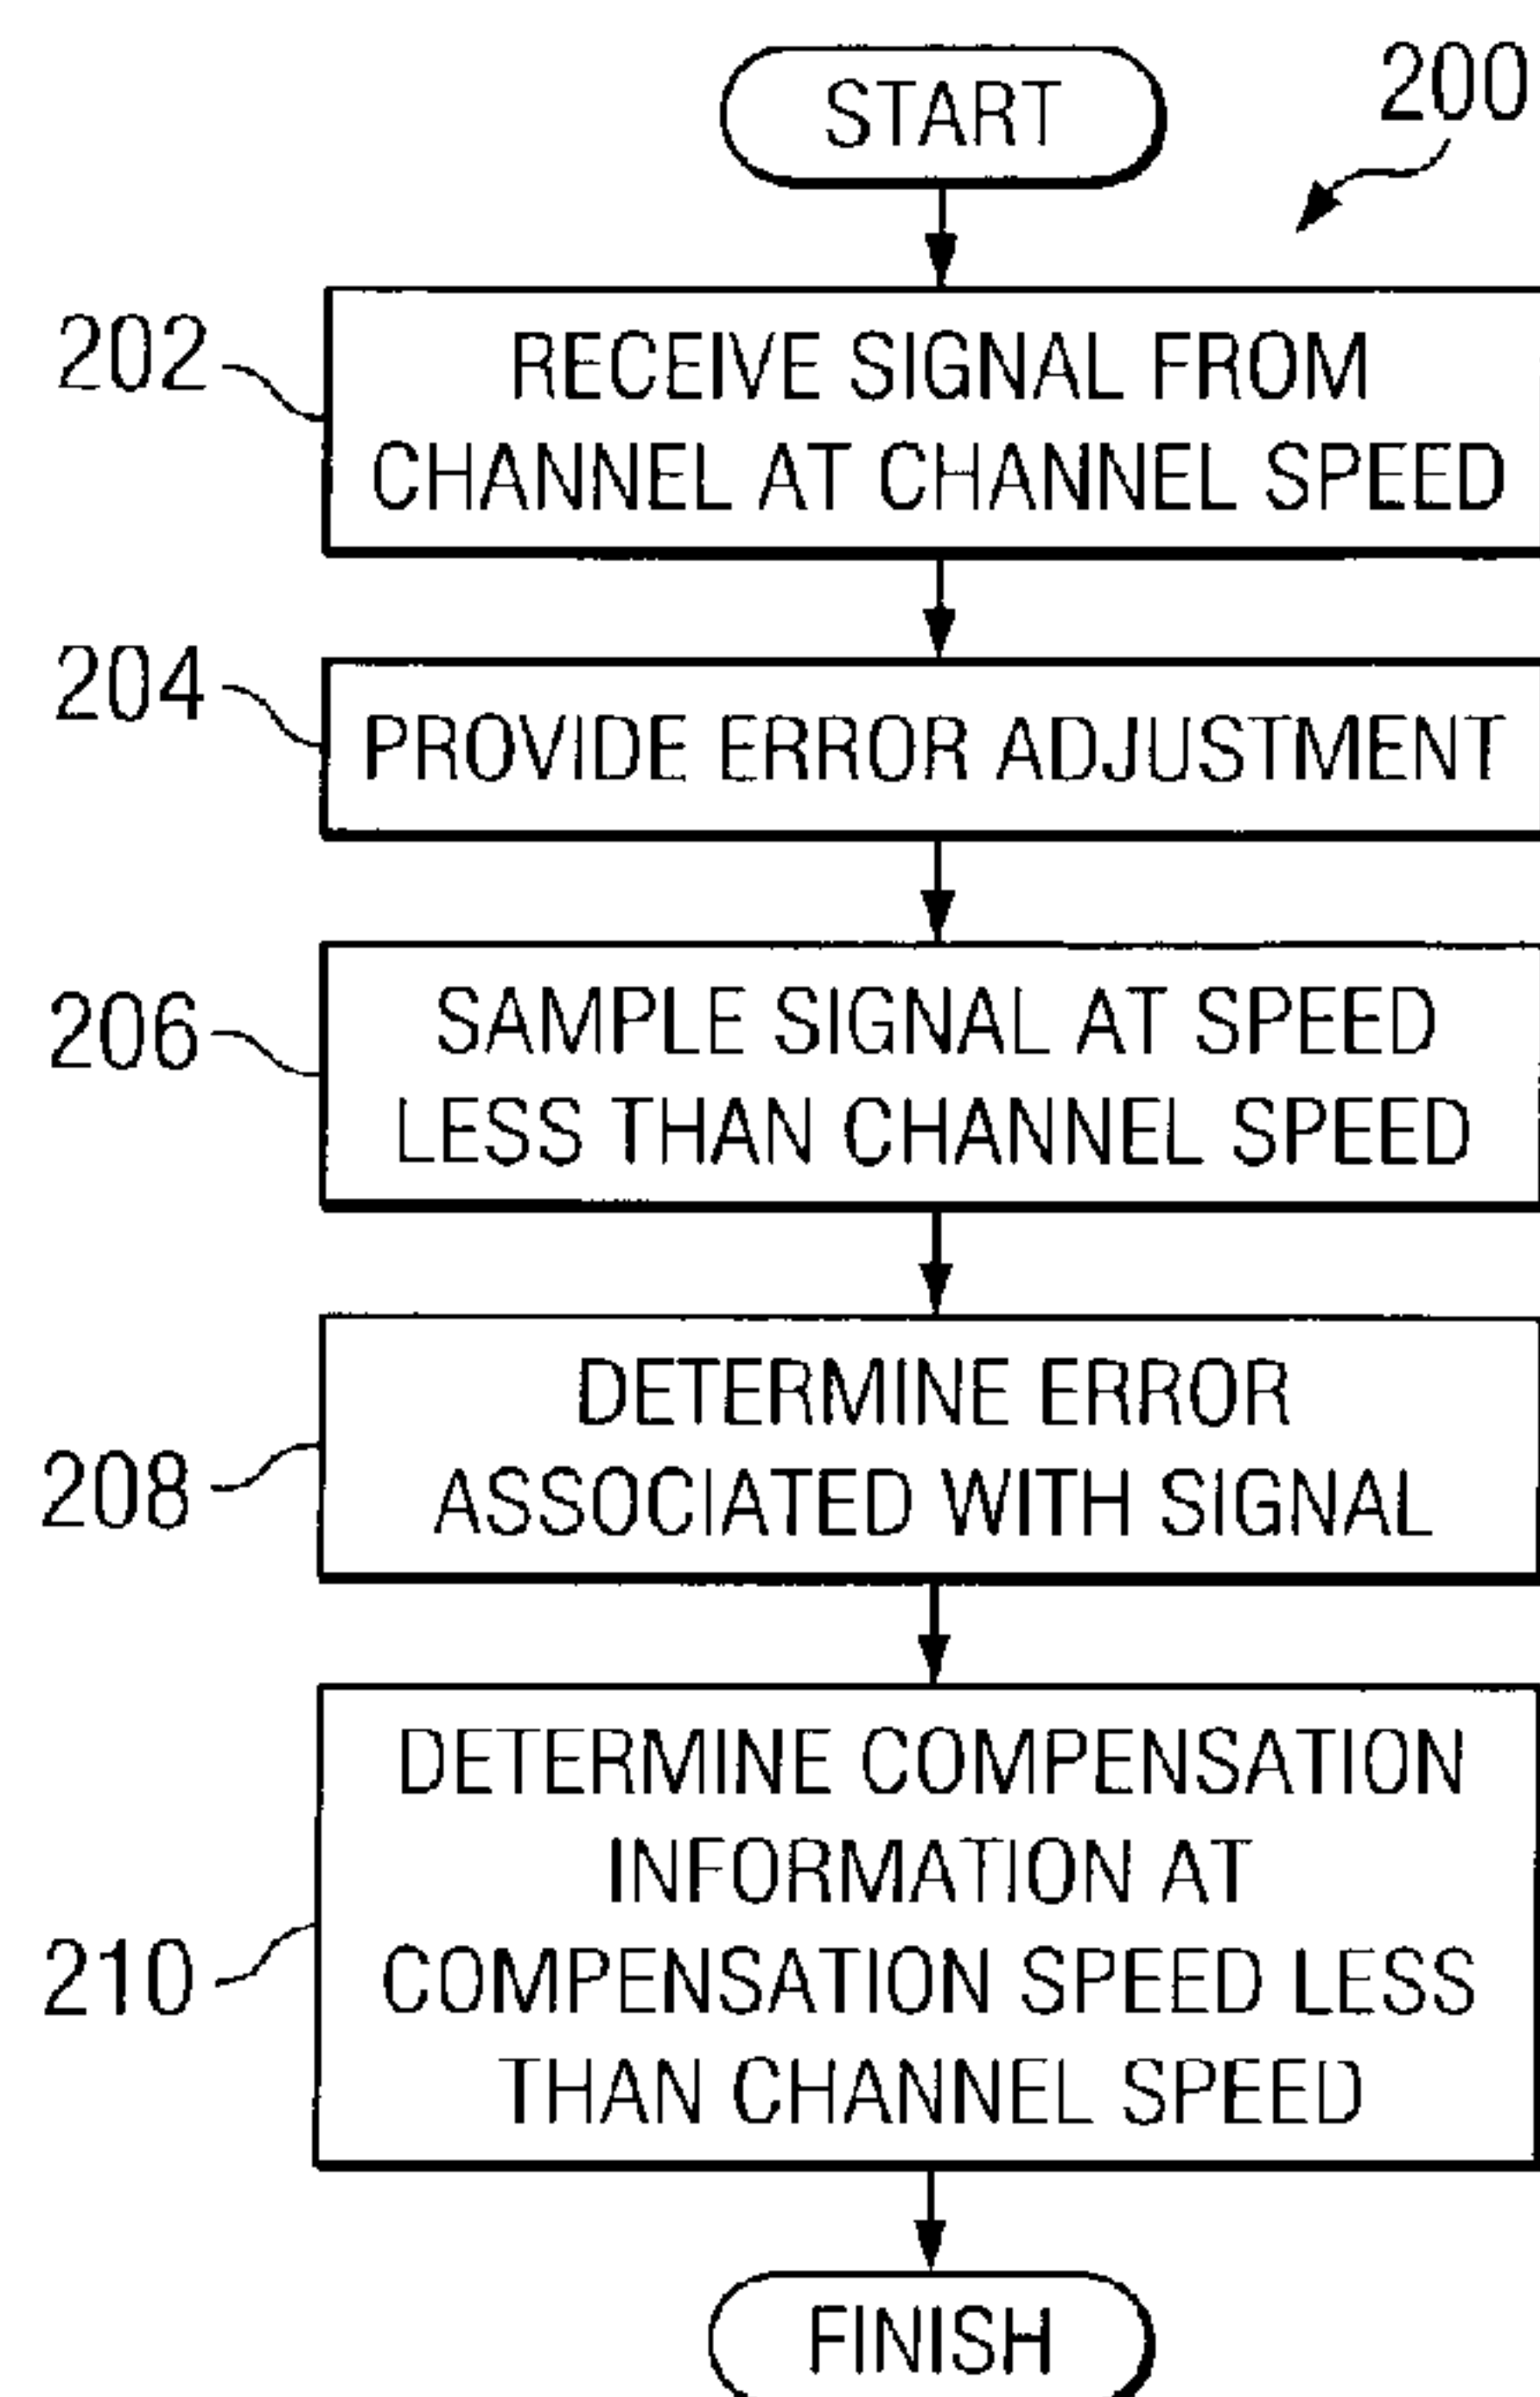 START
200
202
RECEIVE SIGNAL FROM
CHANNEL AT CHANNEL SPEED
204
PROVIDE ERROR ADJUSTMENT
206
SAMPLE SIGNAL AT SPEED
LESS THAN CHANNEL SPEED
208
DETERMINE ERROR
ASSOCIATED WITH SIGNAL
210
DETERMINE COMPENSATION
INFORMATION AT
COMPENSATION SPEED LESS
THAN CHANNEL SPEED
FINISH